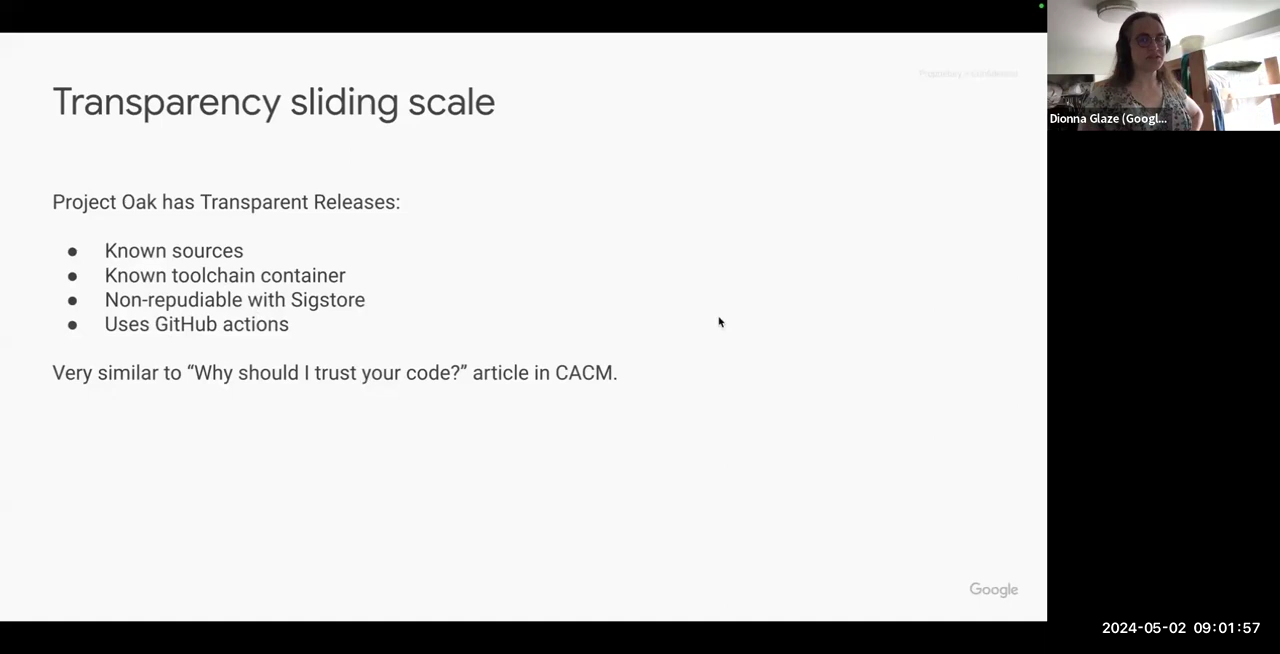 Transparency sliding scale
Project Oak has Transparent Releases:
● Known sources
● Known toolchain container
● Non-repudiable with Sigstore
● Uses GitHub actions
Very similar to “Why should I trust your code?” article in CACM.
Google
Dionna Glaze (Googl...
2024-05-02 09:01:57